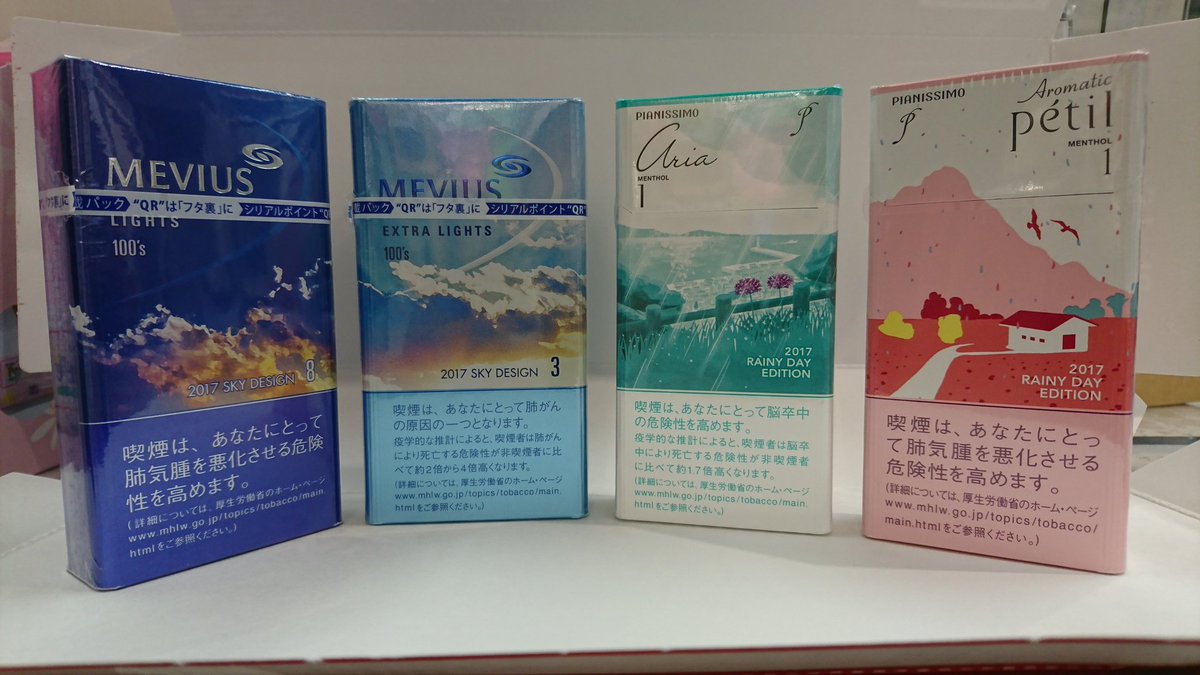 MEVIUS
載パック "QR"は「フタ裏」に シリアルポイント"QR
LIGHTS
100's
2017 SKY DESIGN 8
喫煙は、あなたにとって
肺気腫を悪化させる危険
性を高めます。
(詳細については、厚生労働省のホーム・ページ
www.mhlw.go.jp/topics/tobacco/main.
htmlをご参照ください。)
MEVIUS
載パック "QR"は「フタ裏」に シリアルポイント"QR
EXTRA LIGHTS
100's
2017 SKY DESIGN 3
喫煙は、あなたにとって肺がん
の原因の一つとなります。
疫学的な推計によると、喫煙者は肺がん
により死亡する危険性が非喫煙者に比
べて約2倍から4倍高くなります。
(詳細については、厚生労働省のホーム・ページ
www.mhlw.go.jp/topics/tobacco/main.
htmlをご参照ください。)
PIANISSIMO
P
Aria
MENTHOL
1
2017
RAINY DAY
EDITION
喫煙は、あなたにとって脳卒中
の危険性を高めます。
疫学的な推計によると、喫煙者は脳卒
中により死亡する危険性が非喫煙者
に比べて約1.7倍高くなります。
(詳細については、厚生労働省のホーム・ページ
www.mhlw.go.jp/topics/tobacco/main.
htmlをご参照ください。)
PIANISSIMO
P
Aromatic
pétil
MENTHOL
1
2017
RAINY DAY
EDITION
喫煙は、あなたにとっ
て肺気腫を悪化させる
危険性を高めます。
(詳細については、厚生労働省のホーム・ページ
www.mhlw.go.jp/topics/tobacco/
main.htmlをご参照ください。)